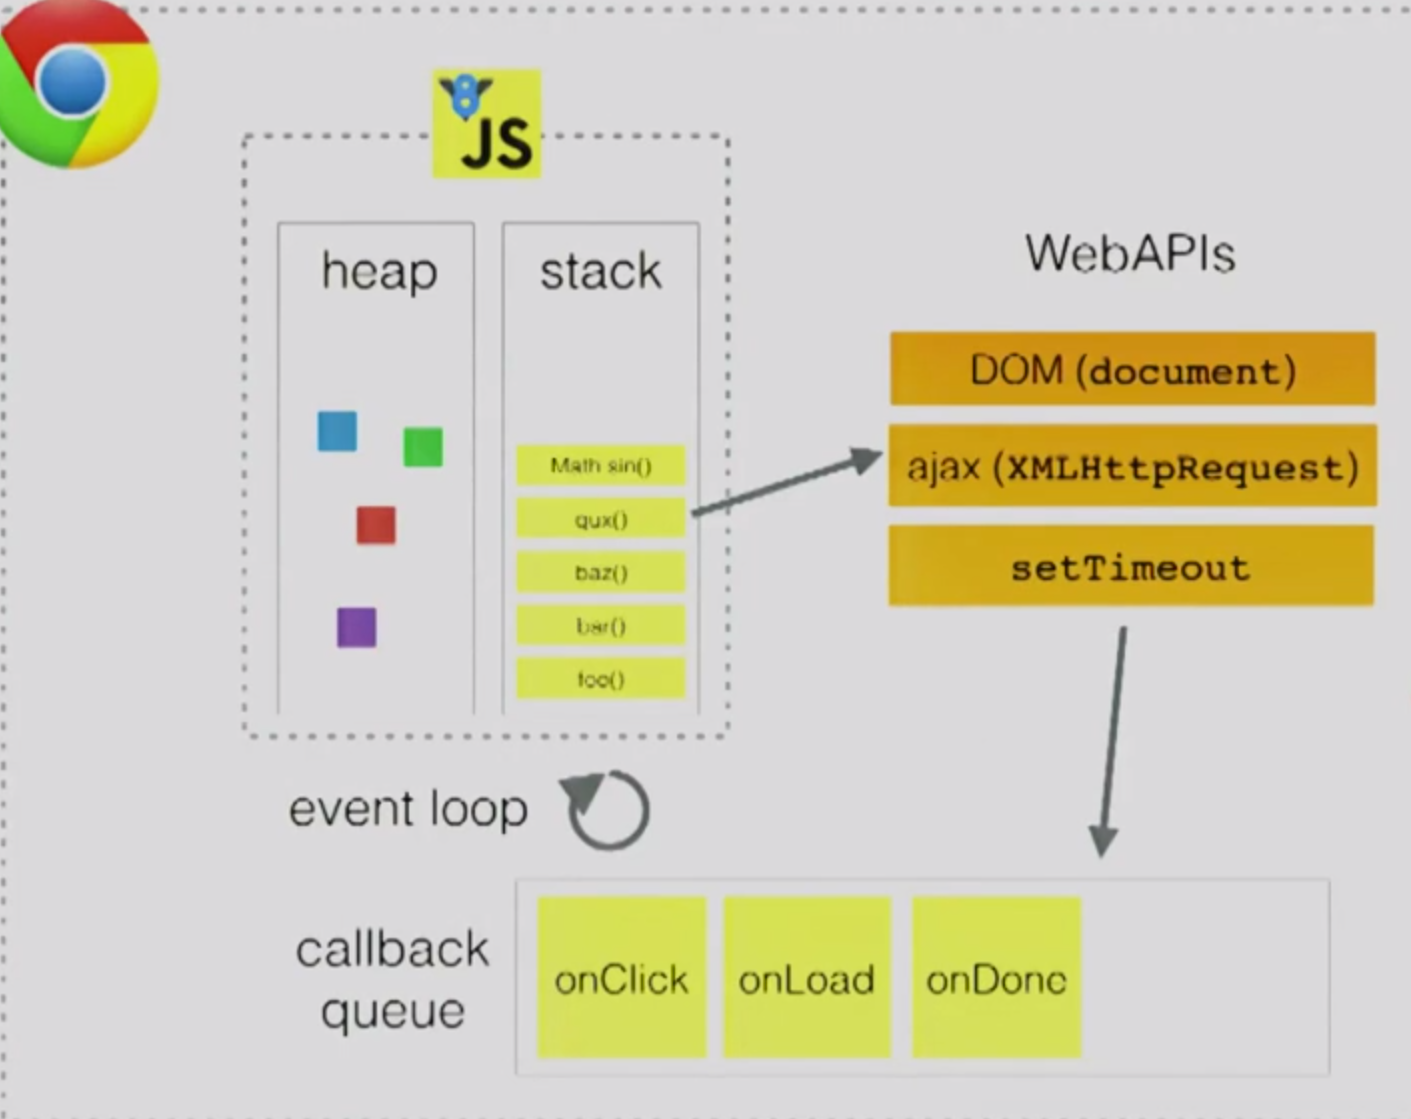 8
JS
heap
stack
Math sin()
qux()
baz()
bar()
foo()
WebAPIs
DOM (document)
ajax (XMLHttpRequest)
setTimeout
event loop
callback
queue
onClick
onLoad
onDone